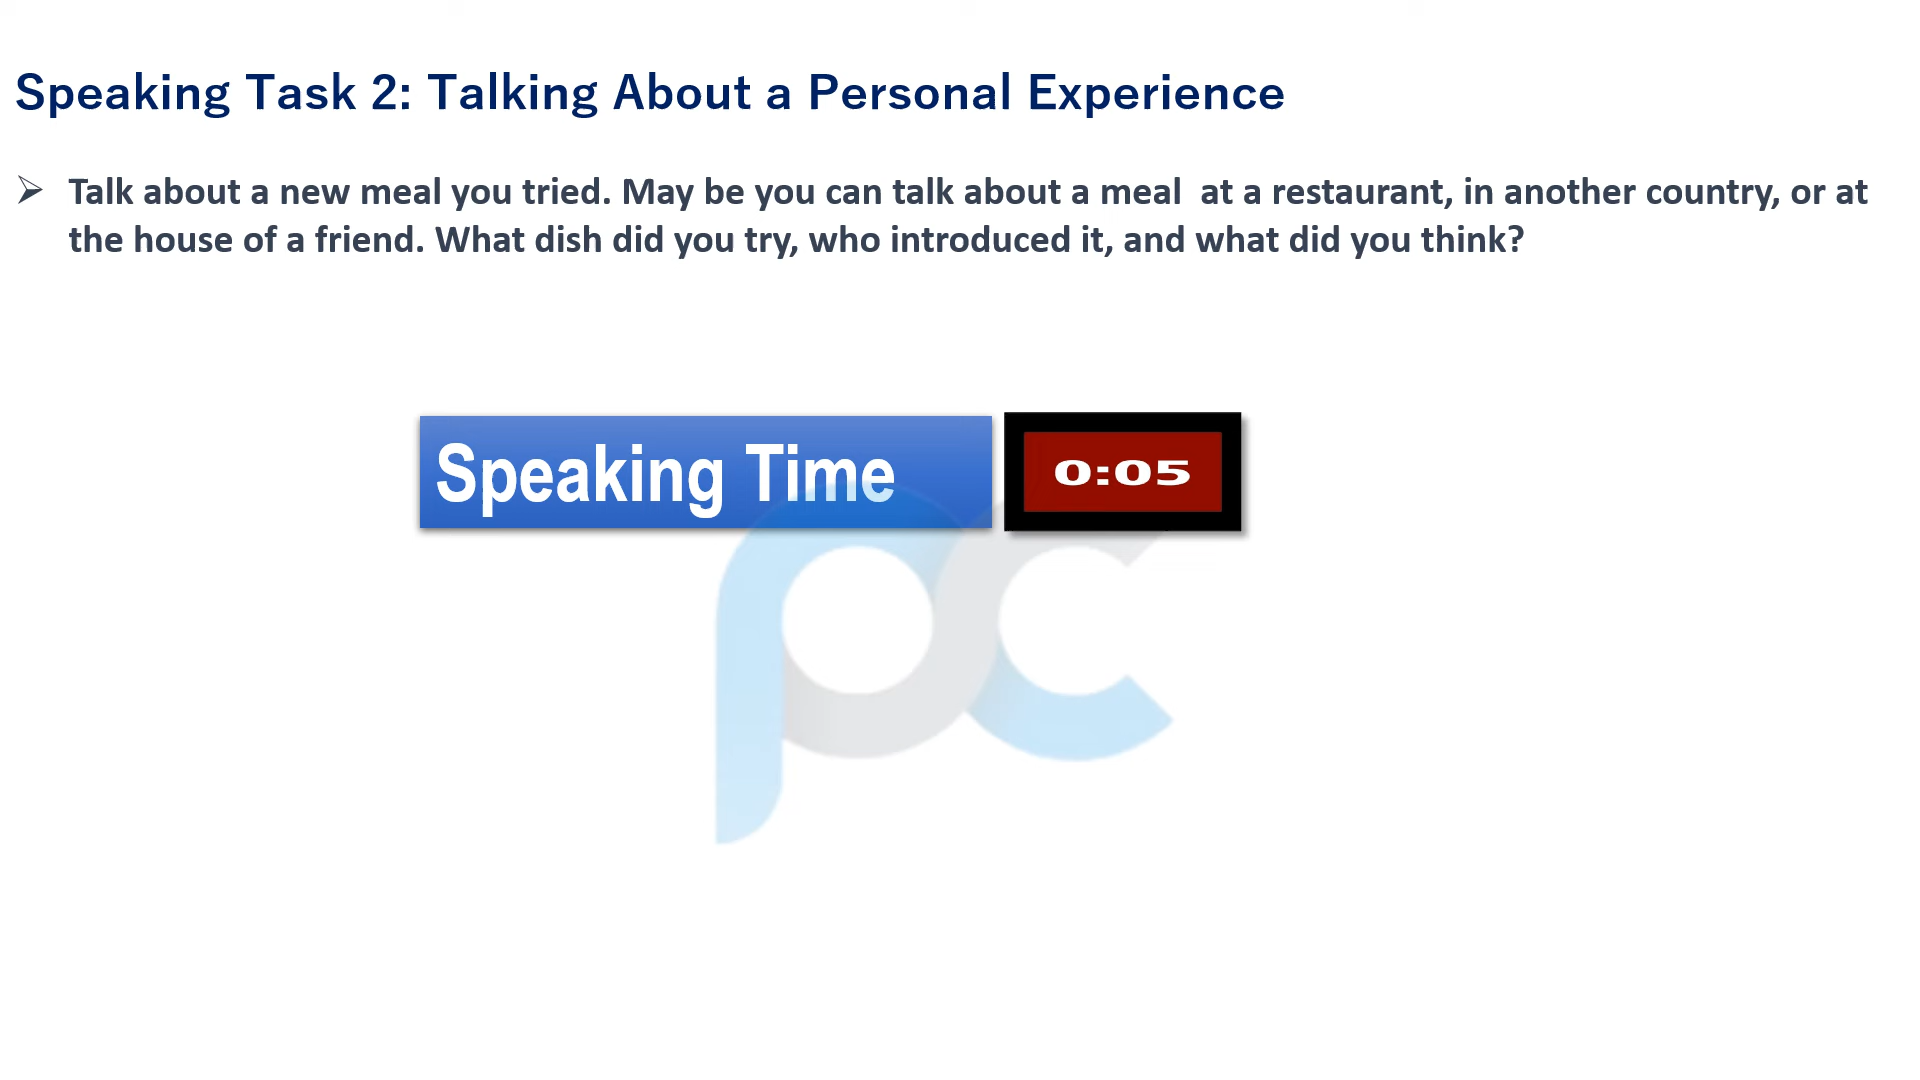 Speaking Task 2: Talking About a Personal Experience
➢ Talk about a new meal you tried. May be you can talk about a meal  at a restaurant, in another country, or at
the house of a friend. What dish did you try, who introduced it, and what did you think?
Speaking Time
0:05
pc